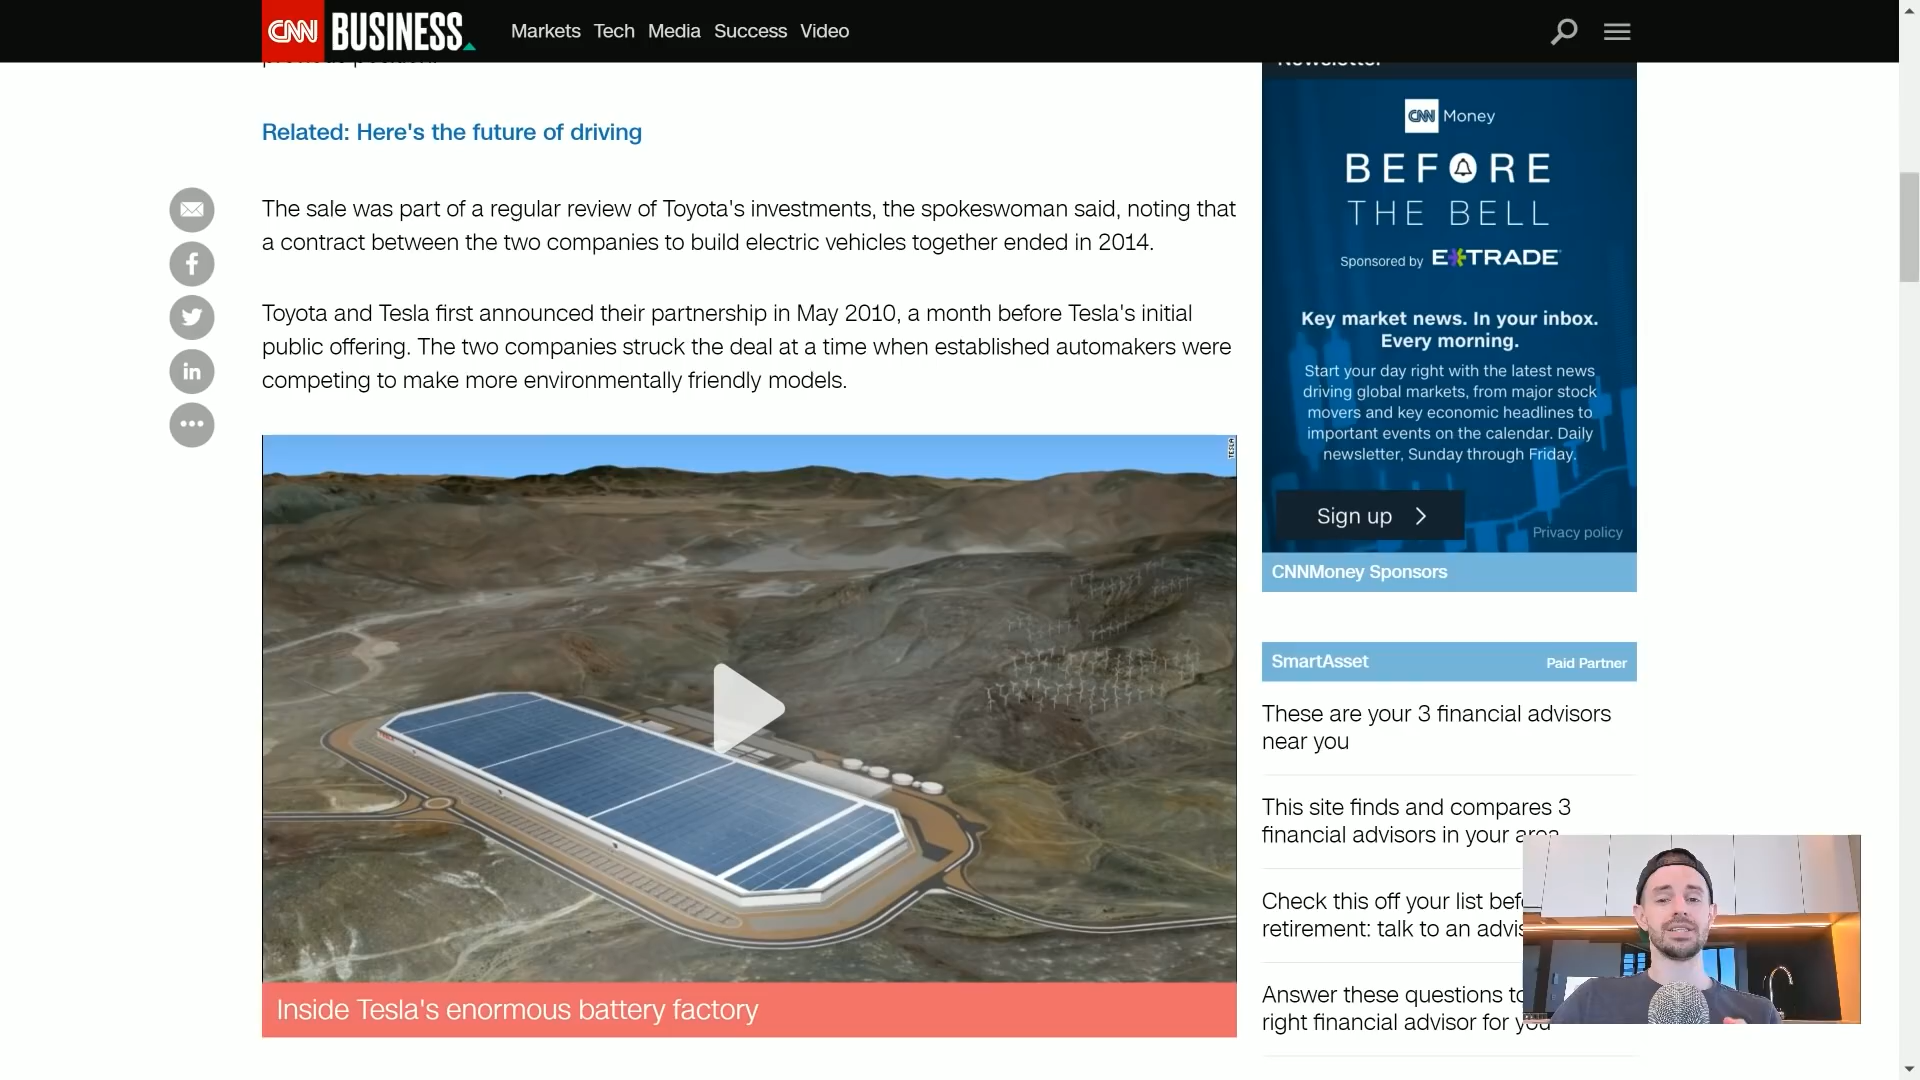 CNN BUSINESS
Markets Tech Media Success Video
Related: Here's the future of driving
The sale was part of a regular review of Toyota's investments, the spokeswoman said, noting that
a contract between the two companies to build electric vehicles together ended in 2014.
Toyota and Tesla first announced their partnership in May 2010, a month before Tesla's initial
public offering. The two companies struck the deal at a time when established automakers were
competing to make more environmentally friendly models.
TESLA
Inside Tesla's enormous battery factory
Newsletter
CNN Money
BEFORE
THE BELL
Sponsored by E*TRADE
Key market news. In your inbox.
Every morning.
Start your day right with the latest news
driving global markets, from major stock
movers and key economic headlines to
important events on the calendar. Daily
newsletter, Sunday through Friday.
Sign up
Privacy policy
CNNMoney Sponsors
SmartAsset Paid Partner
These are your 3 financial advisors
near you
This site finds and compares 3
financial advisors in your area
Check this off your list
retirement: talk to an
Answer these questions
right financial advisor for you